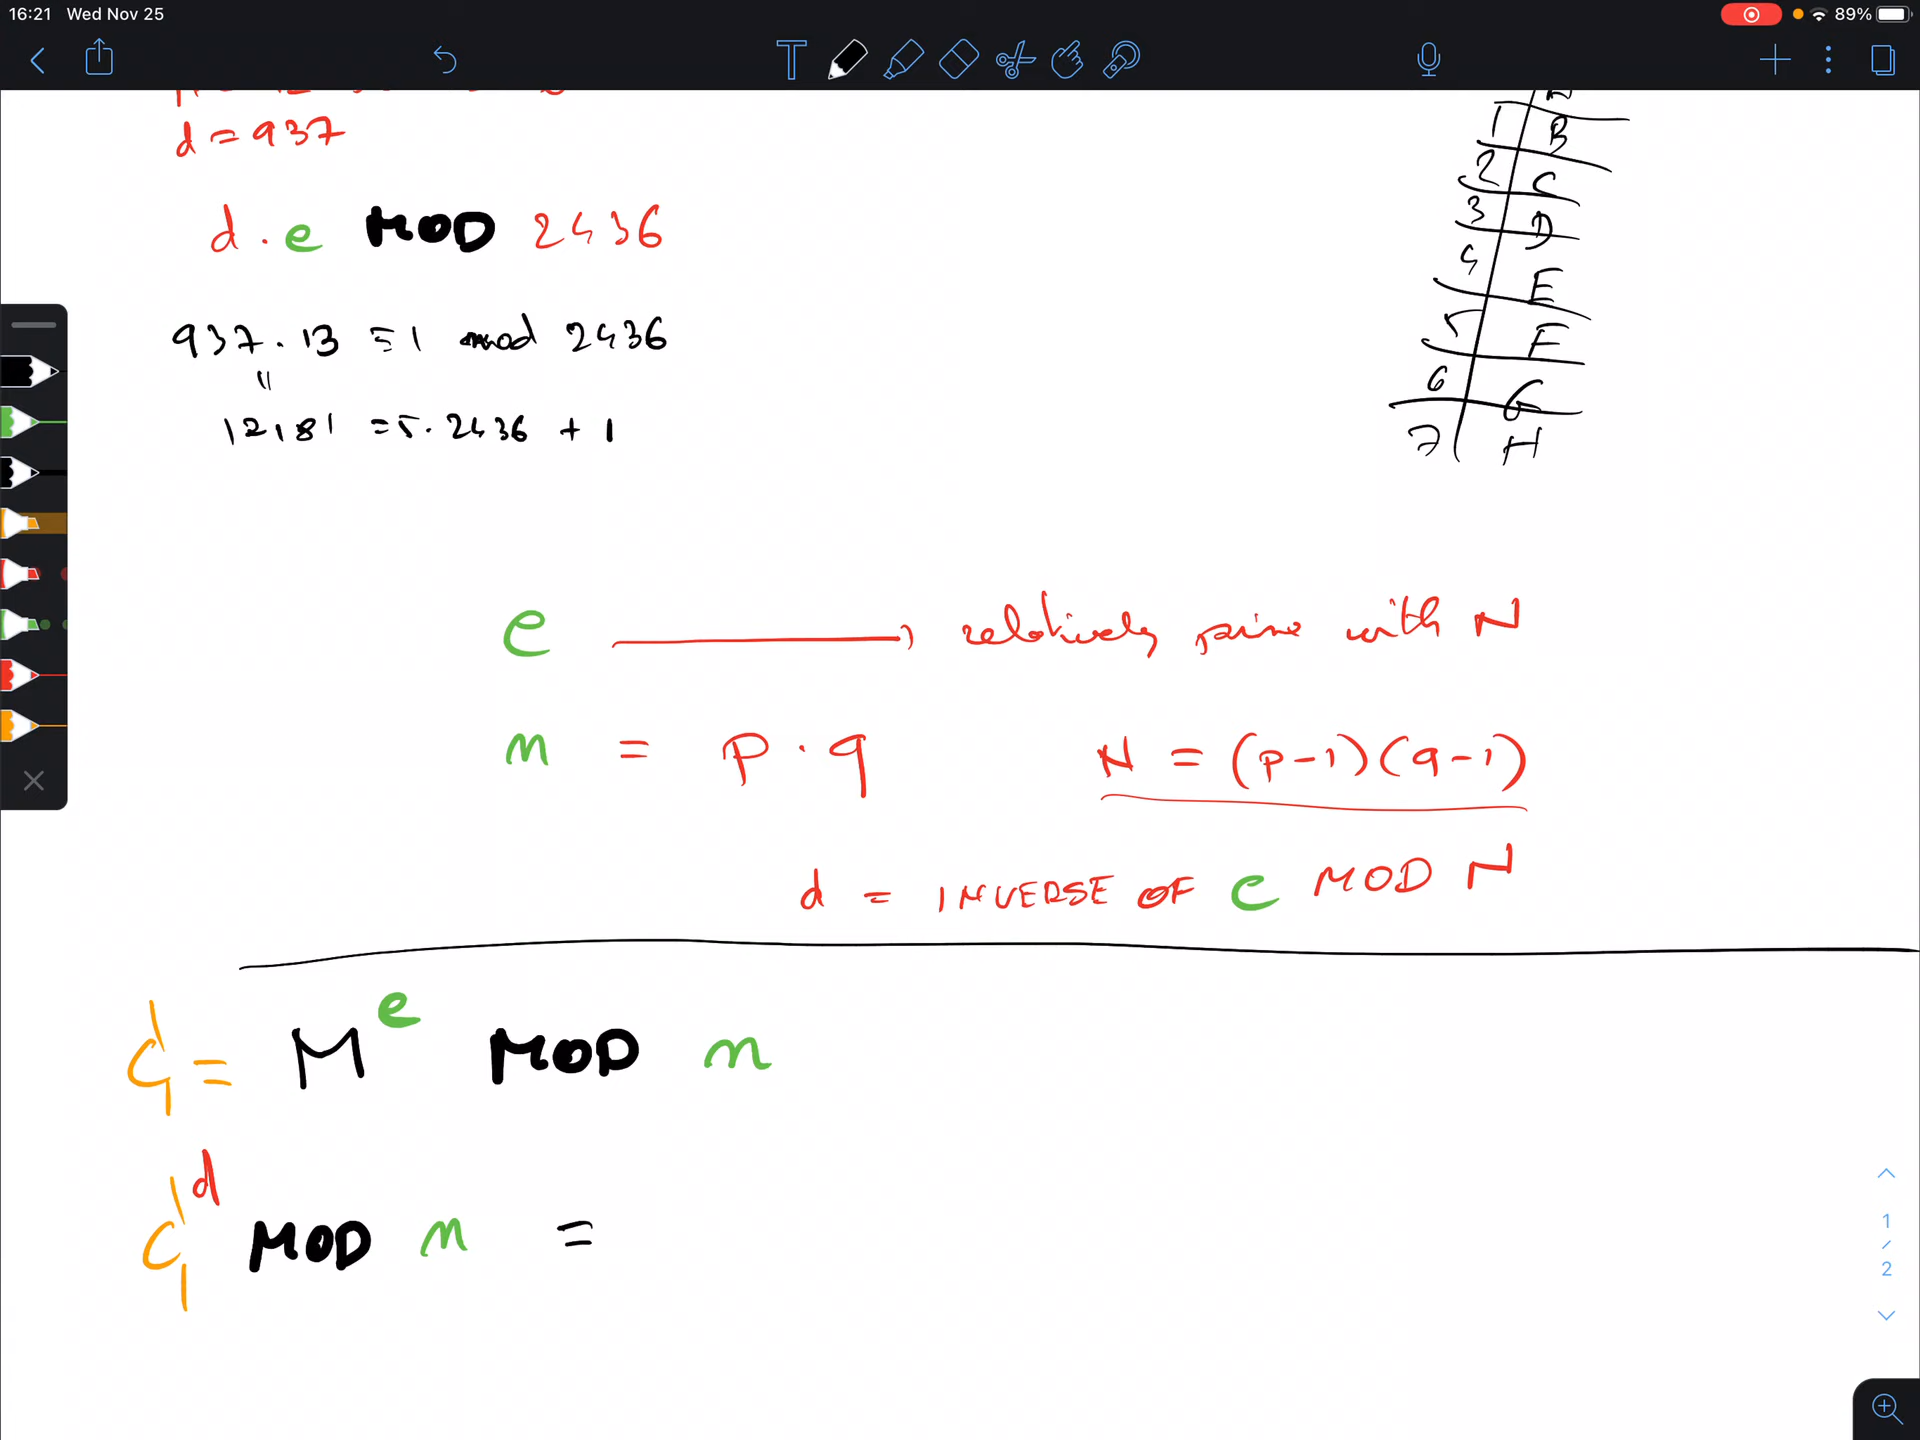 16:21 Wed Nov 25
89%
d = 937
d . e MOD 2436
937 . 13 ≡ 1 mod 2436
"
12181 = 5 . 2436 + 1
1 B
2 C
3 D
4 E
5 F
6 G
7 H
e → relatively prime with N
n = p . q N = (p-1)(q-1)
d = INVERSE OF e MOD N
C = M^e MOD n
C^d MOD n =
1
/
2